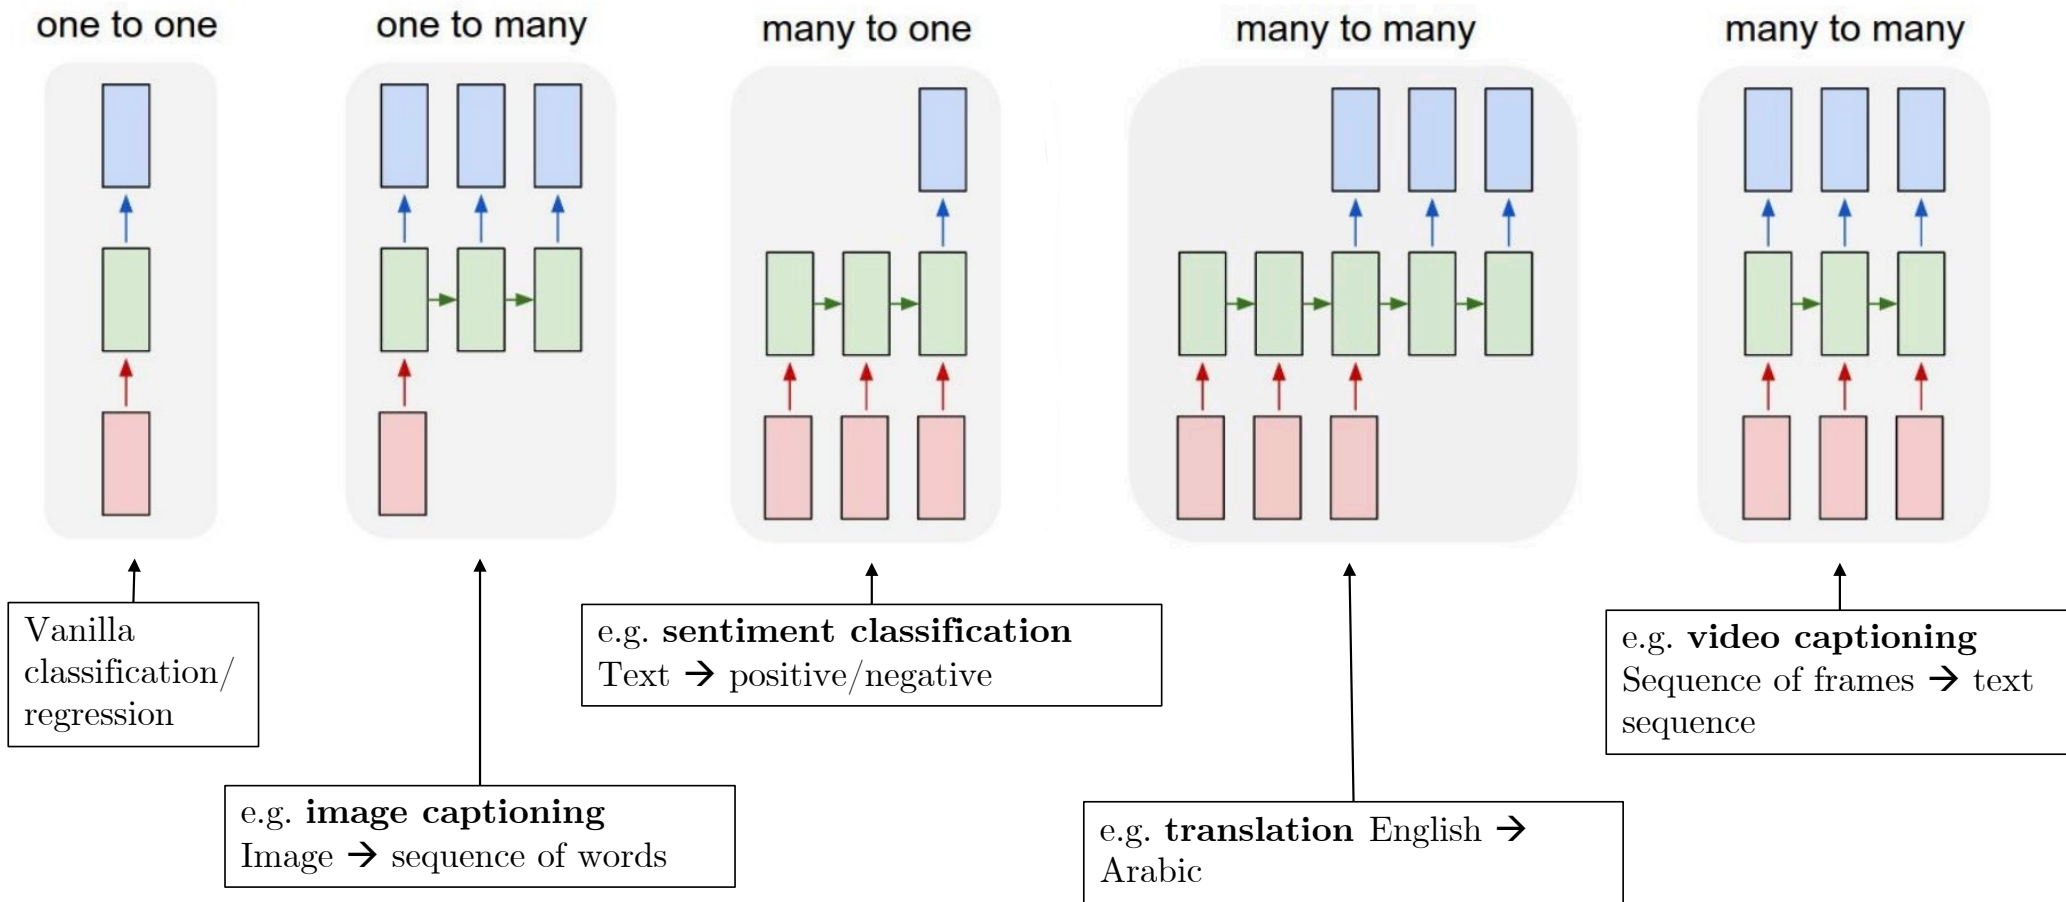 one to one
one to many
many to one
many to many
many to many
Vanilla
classification/
regression
e.g. image captioning
Image → sequence of words
e.g. sentiment classification
Text → positive/negative
e.g. translation English →
Arabic
e.g. video captioning
Sequence of frames → text
sequence